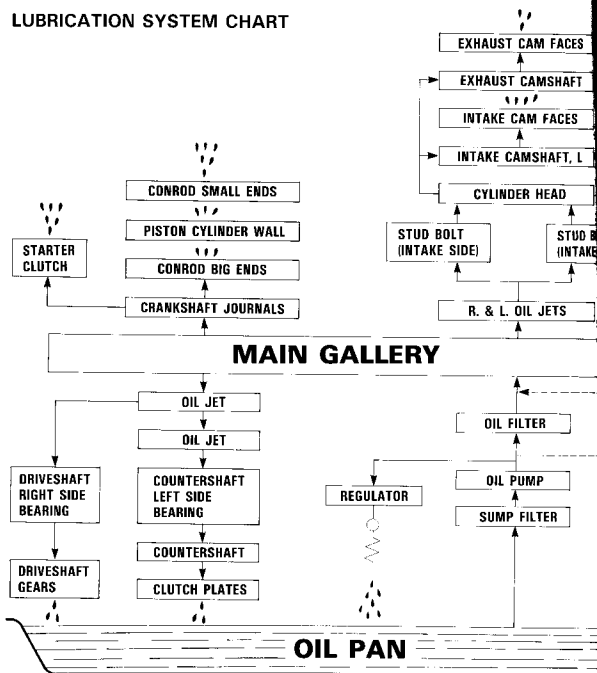 LUBRICATION SYSTEM CHART
EXHAUST CAM FACES
EXHAUST CAMSHAFT
INTAKE CAM FACES
INTAKE CAMSHAFT, L
CYLINDER HEAD
STUD BOLT
(INTAKE SIDE)
STUD B
(INTAKE
R. & L. OIL JETS
CONROD SMALL ENDS
PISTON CYLINDER WALL
CONROD BIG ENDS
CRANKSHAFT JOURNALS
STARTER
CLUTCH
MAIN GALLERY
OIL JET
OIL JET
DRIVESHAFT
RIGHT SIDE
BEARING
DRIVESHAFT
GEARS
COUNTERSHAFT
LEFT SIDE
BEARING
COUNTERSHAFT
CLUTCH PLATES
REGULATOR
OIL FILTER
OIL PUMP
SUMP FILTER
OIL PAN